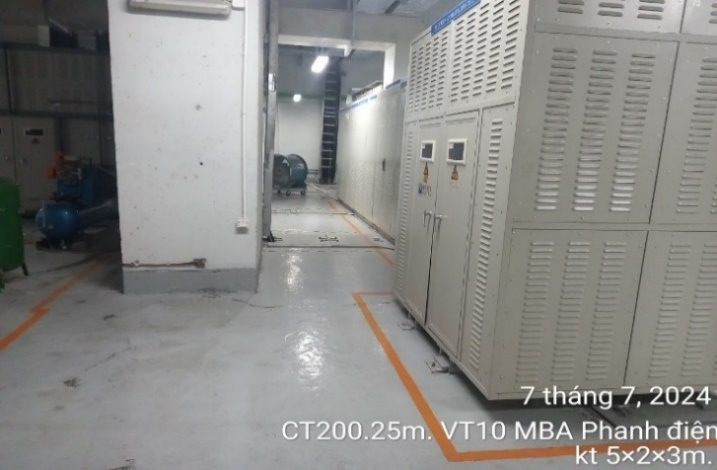 7 tháng 7, 2024
CT200.25m. VT10 MBA Phanh điện
kt 5×2×3m.